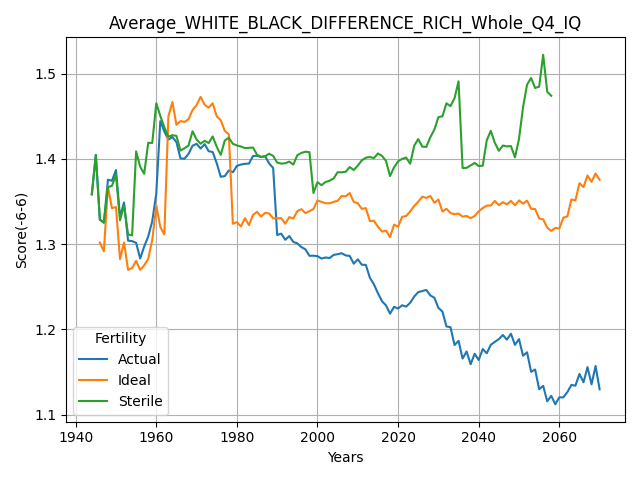 Average_WHITE_BLACK_DIFFERENCE_RICH_Whole_Q4_IQ
1.5
1.4
1.3
1.2
1.1
Score(-6-6)
Fertility
Actual
Ideal
Sterile
1940 1960 1980 2000 2020 2040 2060
Years